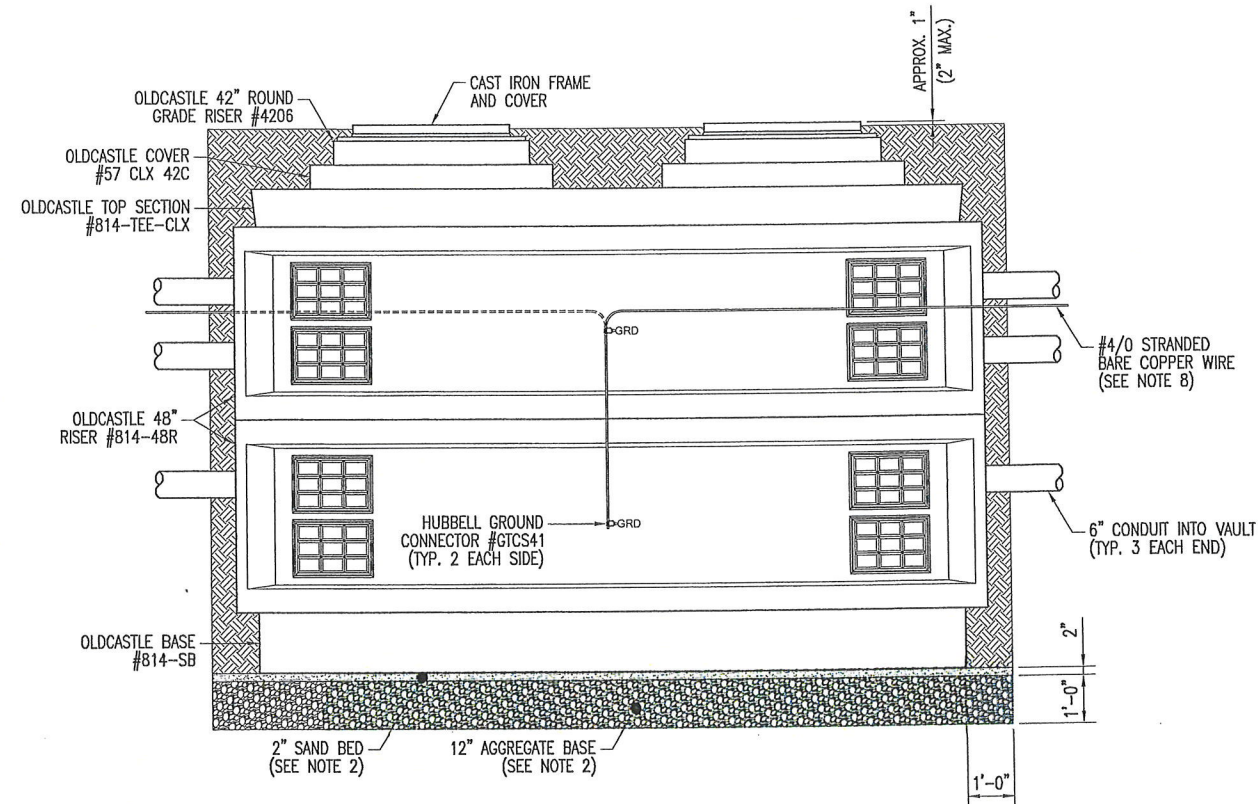 APPROX. 1"
(2" MAX.)
CAST IRON FRAME
AND COVER
OLDCASTLE 42" ROUND
GRADE RISER #4206
OLDCASTLE COVER
#57 CLX 42C
OLDCASTLE TOP SECTION
#814-TEE-CLX
GRD
#4/0 STRANDED
BARE COPPER WIRE
(SEE NOTE 8)
OLDCASTLE 48"
RISER #814-48R
HUBBELL GROUND
CONNECTOR #GTCS41
(TYP. 2 EACH SIDE)
GRD
6" CONDUIT INTO VAULT
(TYP. 3 EACH END)
OLDCASTLE BASE
#814-SB
2"
1'-0"
2" SAND BED
(SEE NOTE 2)
12" AGGREGATE BASE
(SEE NOTE 2)
1'-0"